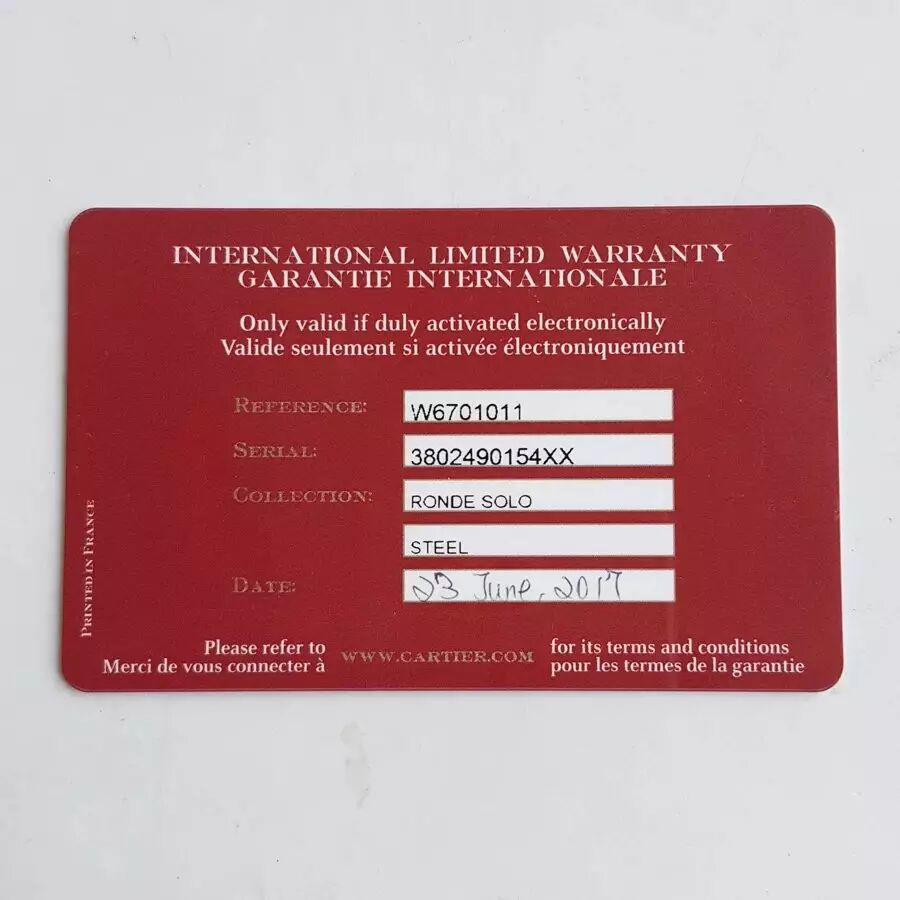 INTERNATIONAL LIMITED WARRANTY
GARANTIE INTERNATIONALE
Only valid if duly activated electronically
Valide seulement si activée électroniquement
REFERENCE: W6701011
SERIAL: 3802490154XX
COLLECTION: RONDE SOLO
STEEL
DATE: 23 June, 2017
PRINTED IN FRANCE
Please refer to
Merci de vous connecter à
WWW.CARTIER.COM
for its terms and conditions
pour les termes de la garantie